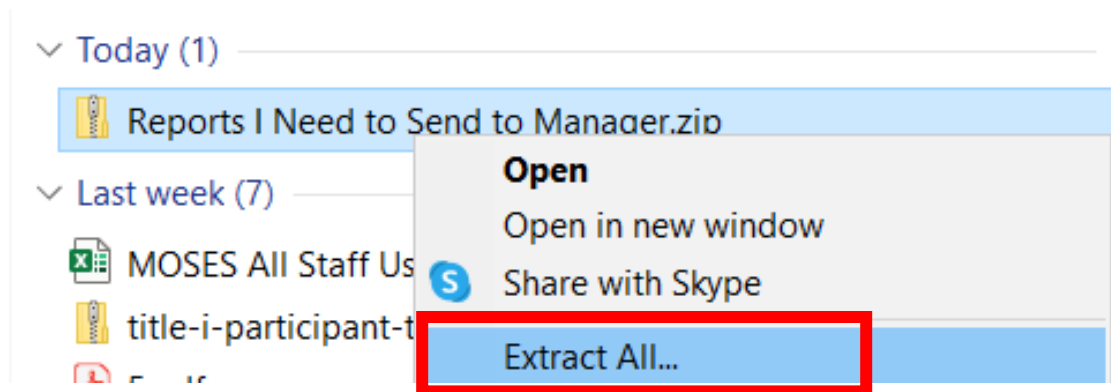 Today (1)
Reports I Need to Send to Manager.zip
Open
Last week (7)
Open in new window
MOSES All Staff Us
Share with Skype
title-i-participant-t
Extract All...